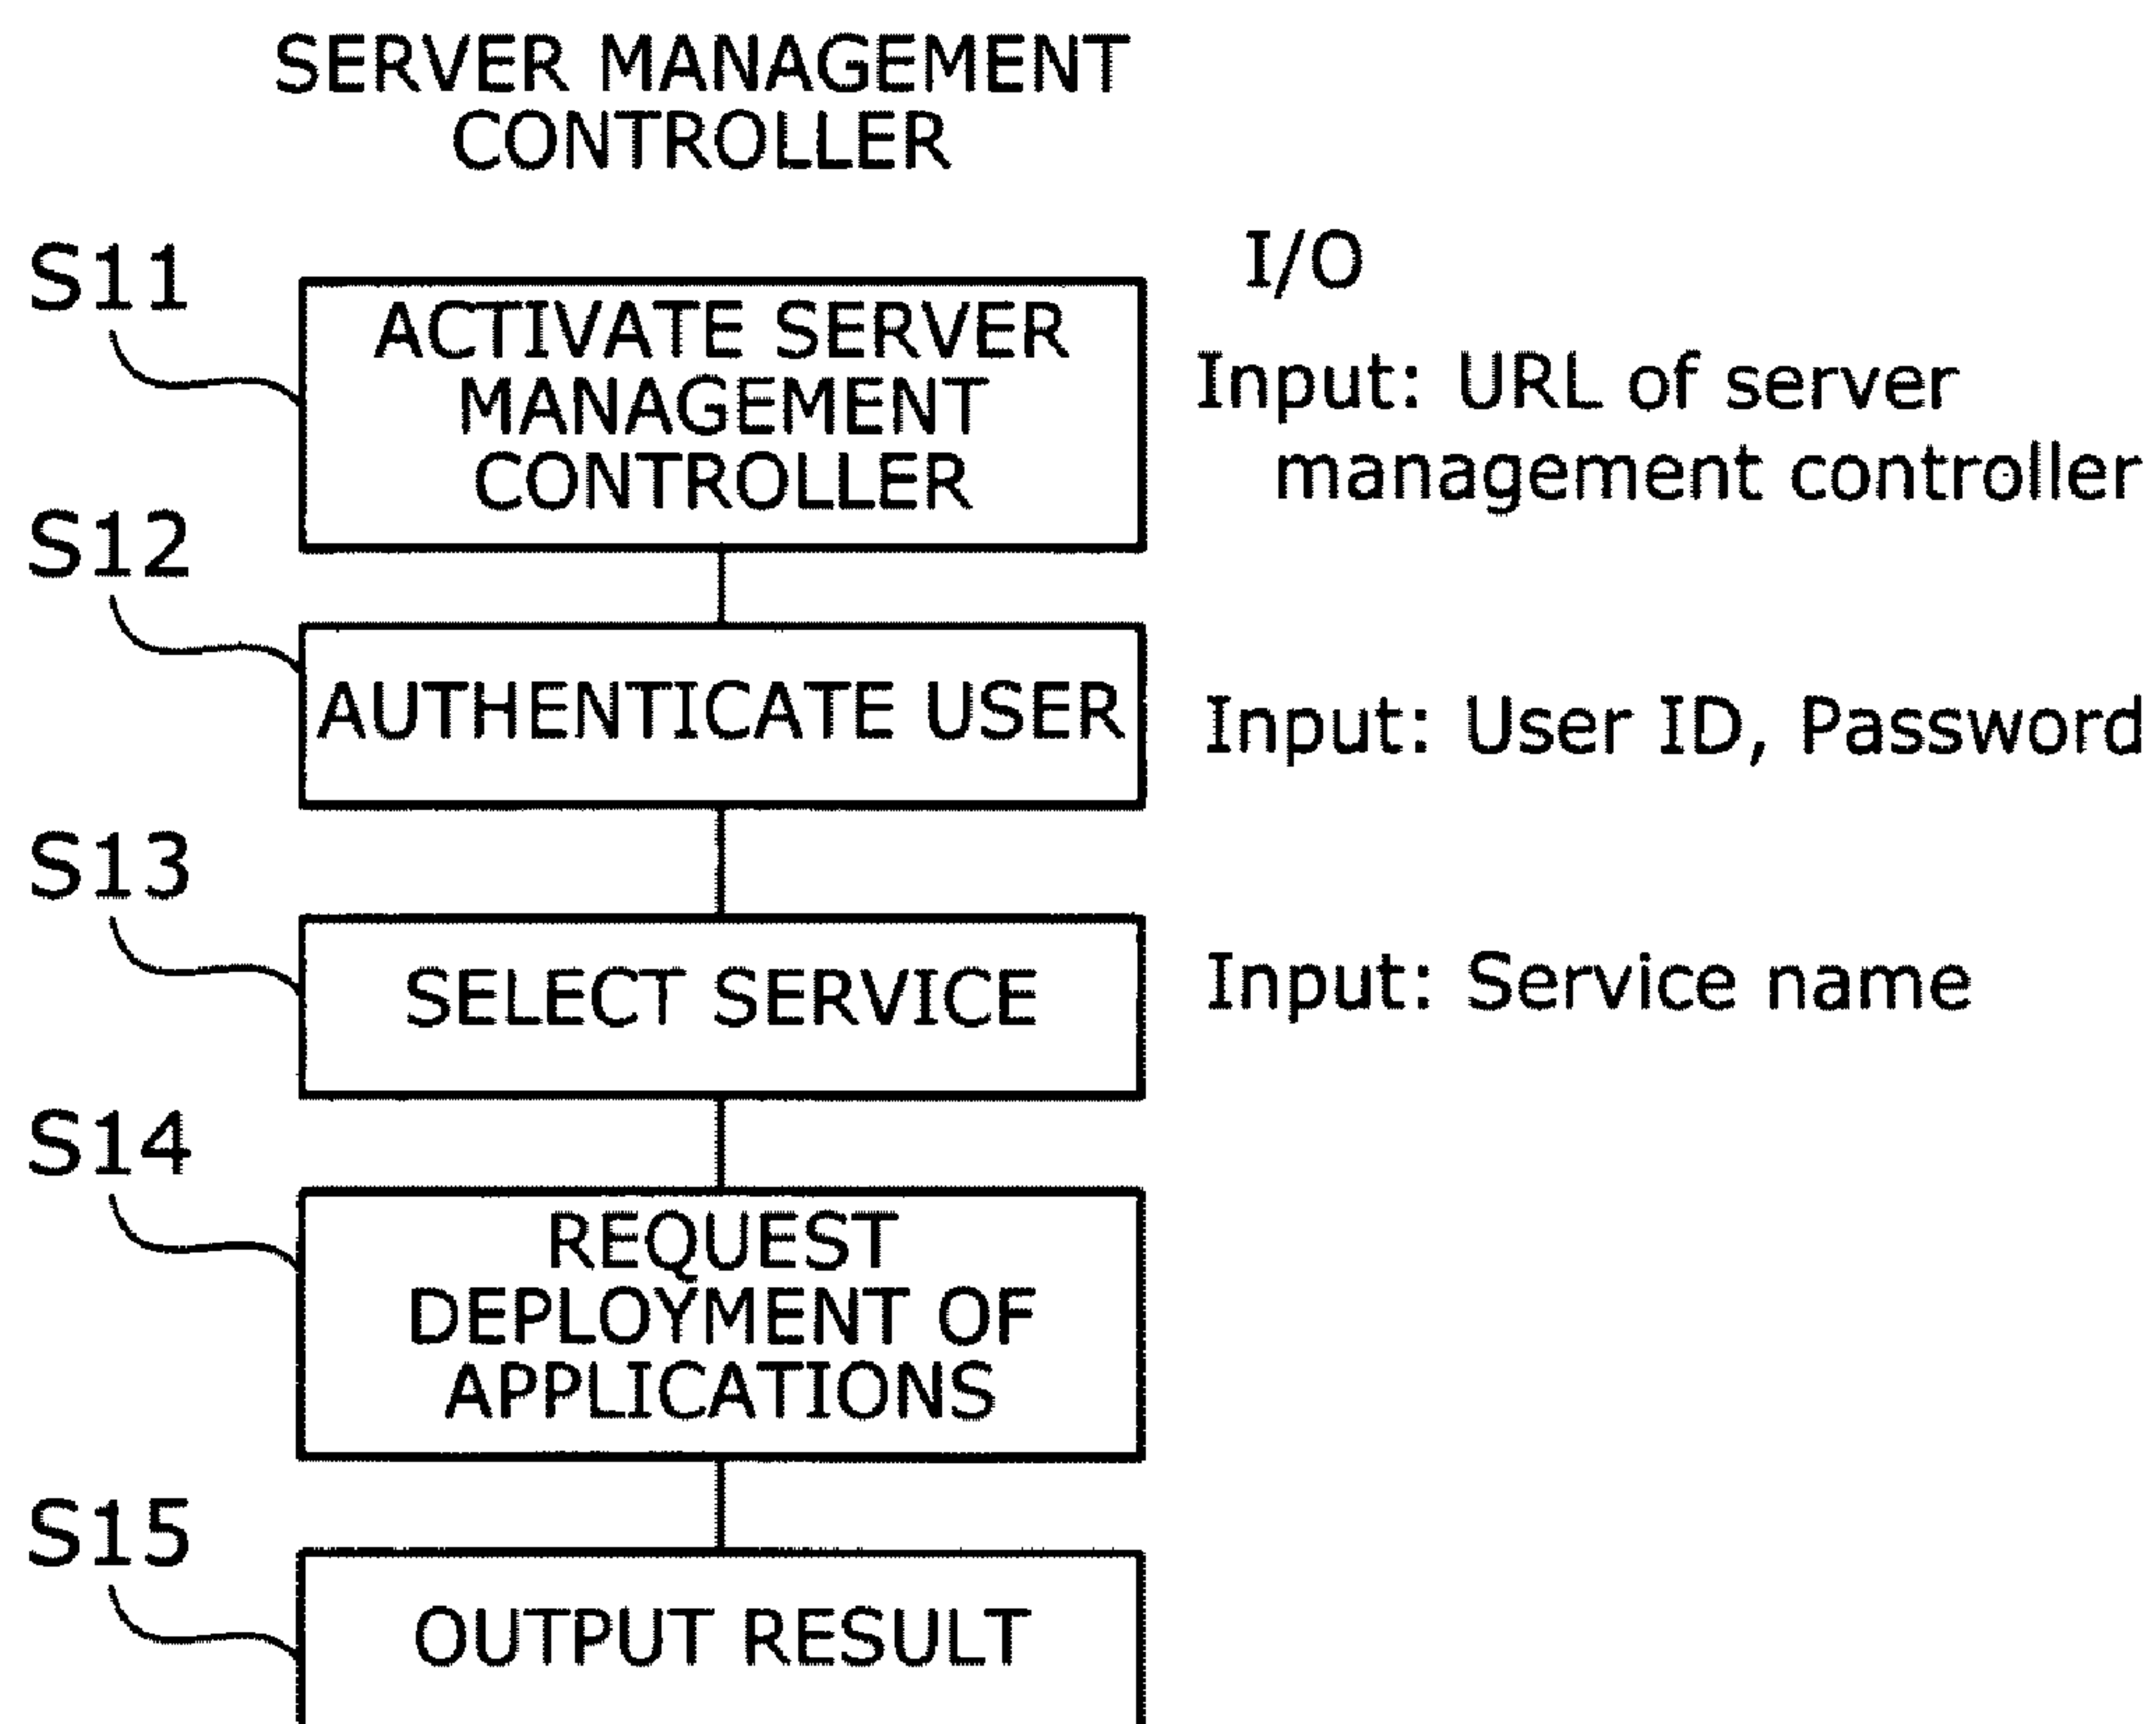 SERVER MANAGEMENT
CONTROLLER
I/O
S11
ACTIVATE SERVER
MANAGEMENT
CONTROLLER
Input: URL of server
management controller
S12
AUTHENTICATE USER
Input: User ID, Password
S13
SELECT SERVICE
Input: Service name
S14
REQUEST
DEPLOYMENT OF
APPLICATIONS
S15
OUTPUT RESULT